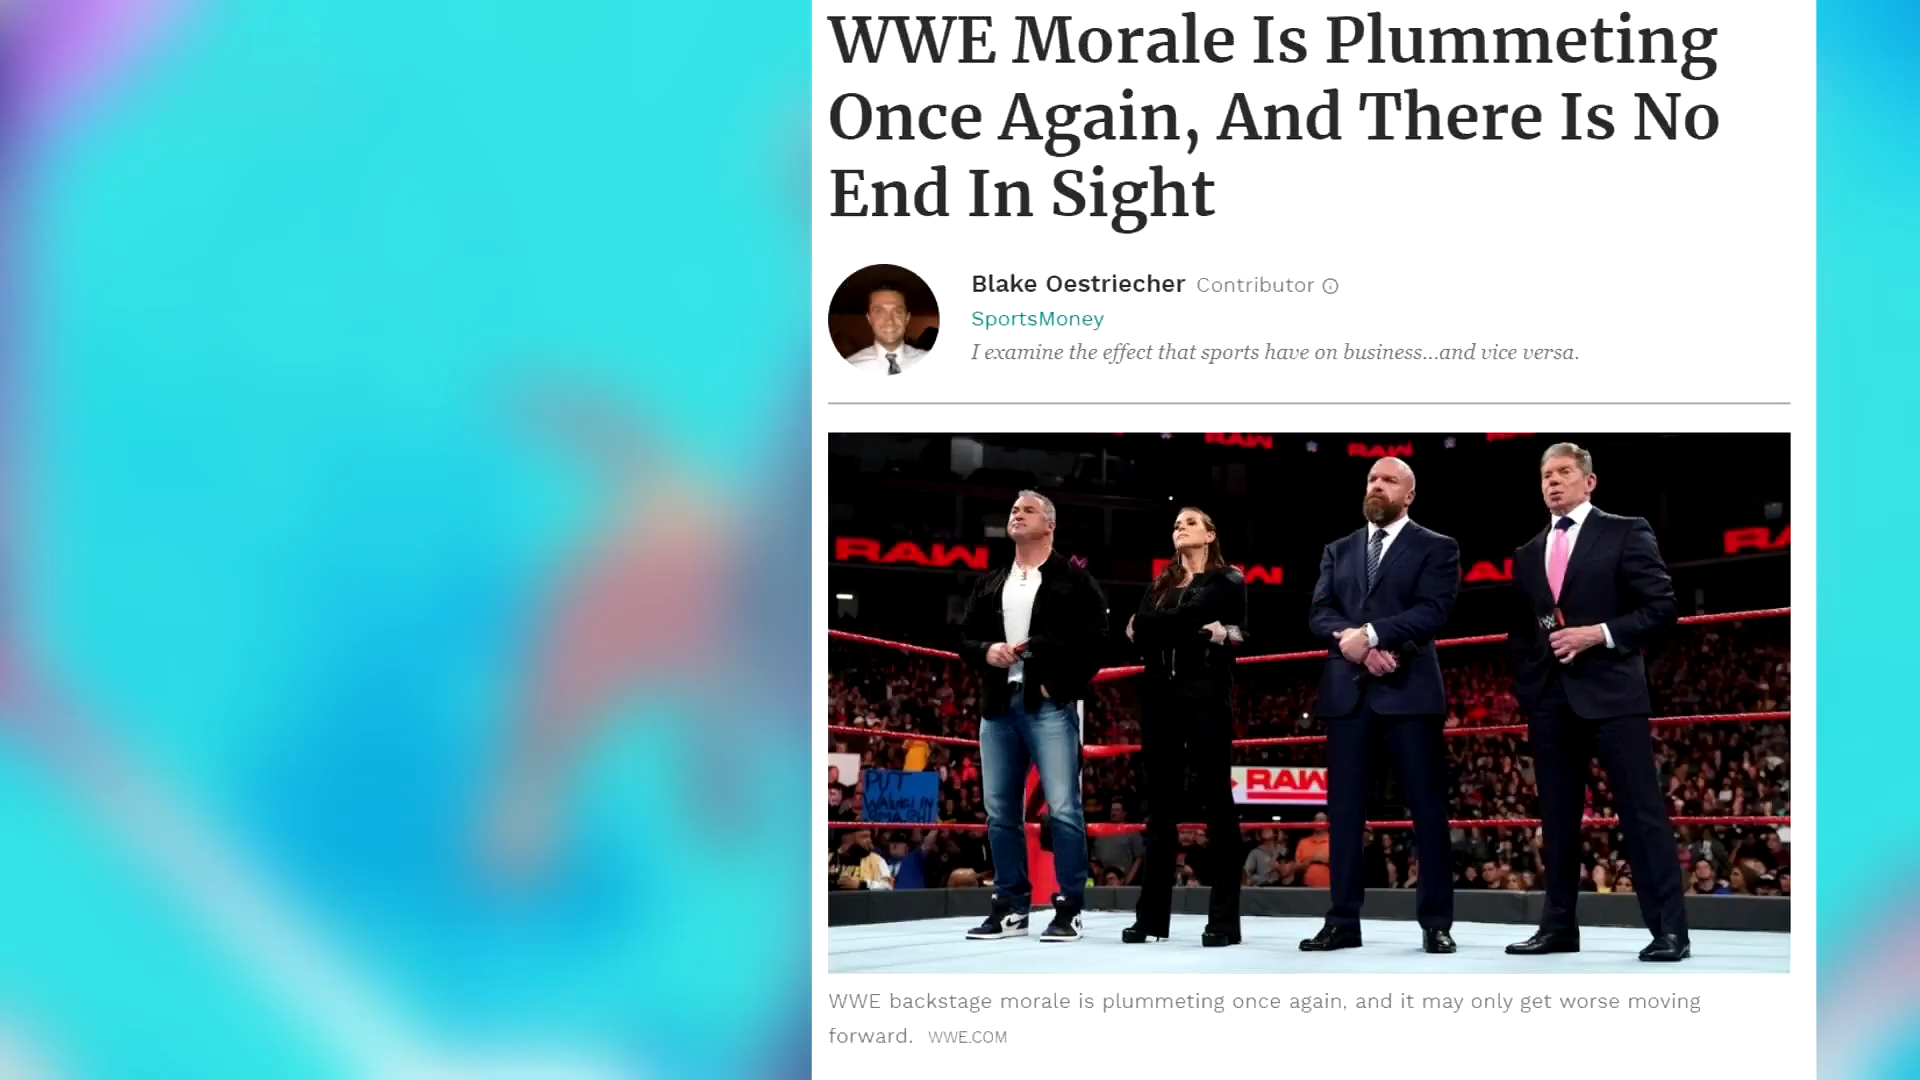 WWE Morale Is Plummeting
Once Again, And There Is No
End In Sight
Blake Oestriecher Contributor
SportsMoney
I examine the effect that sports have on business...and vice versa.
RAW
RAW
RAW
RAW
PUT
IN
WWE backstage morale is plummeting once again, and it may only get worse moving
forward. WWE.COM